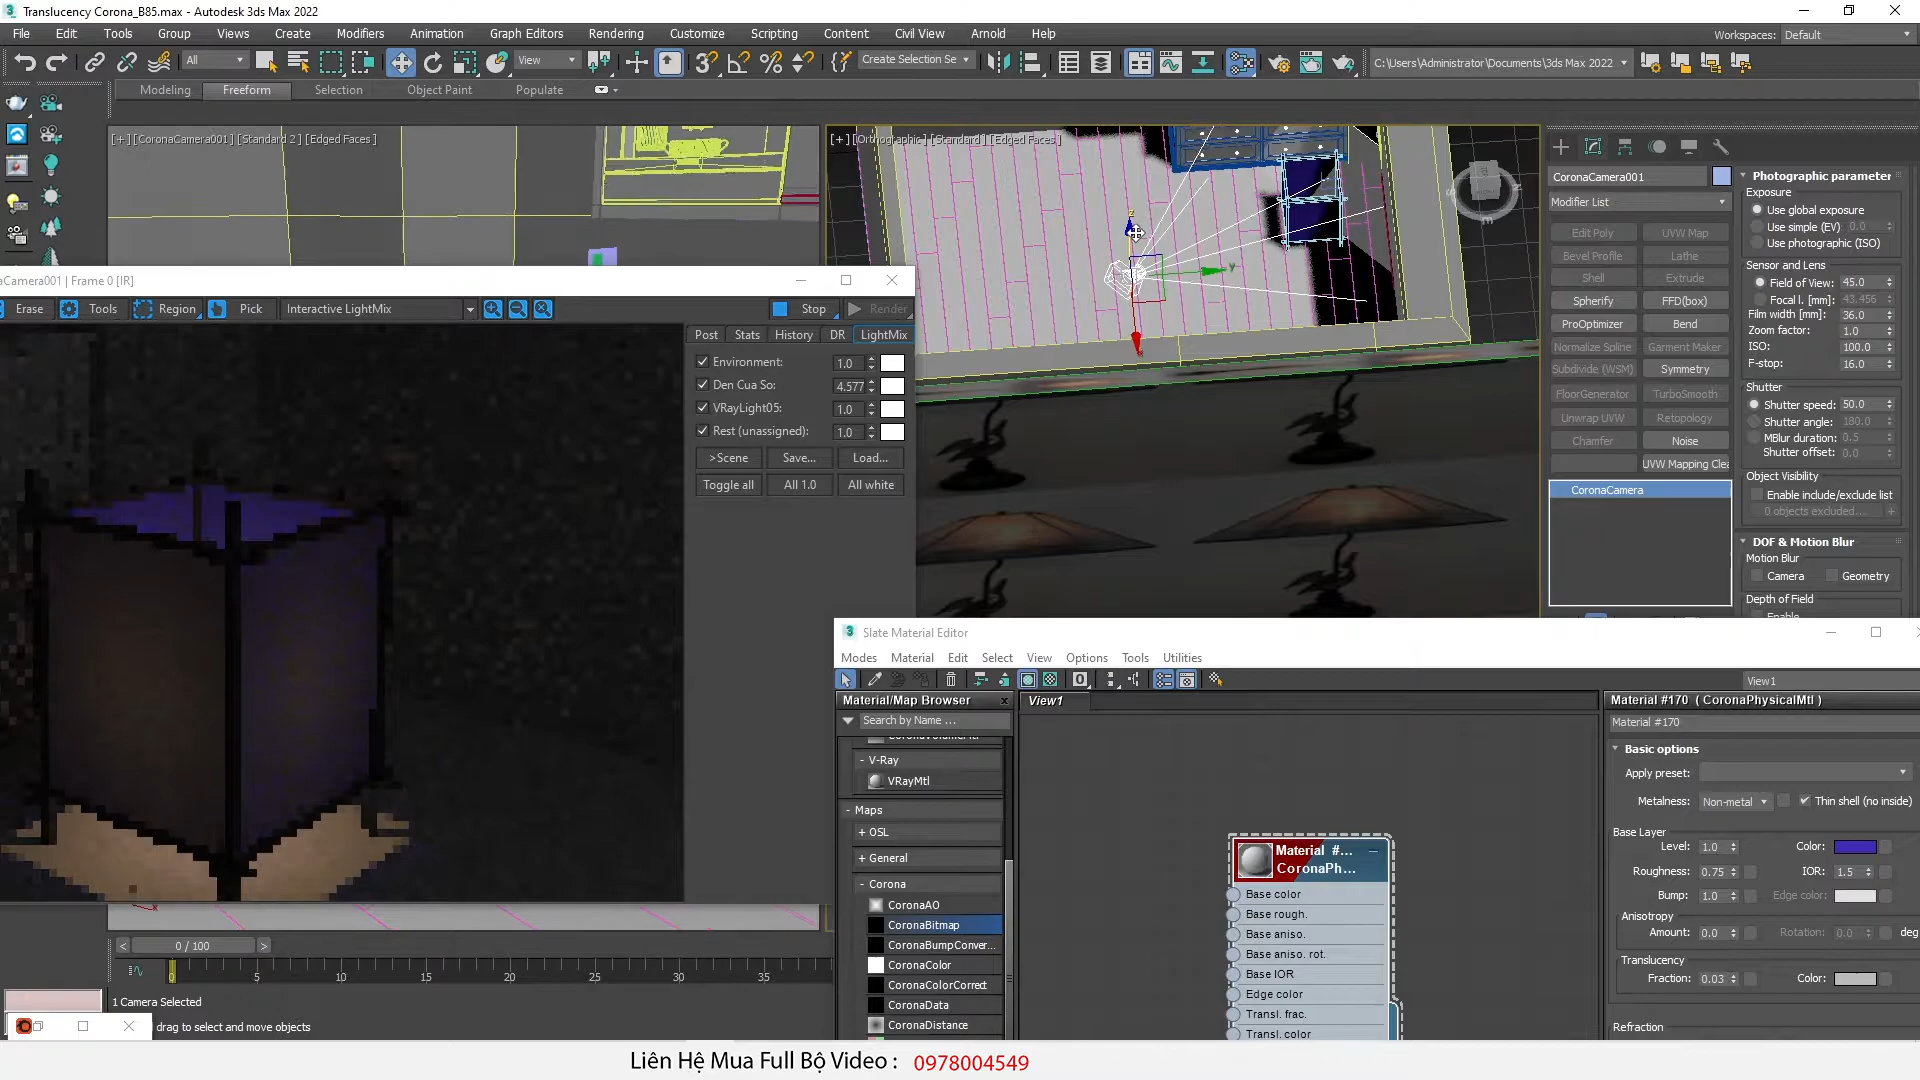 Translucency Corona_B85.max - Autodesk 3ds Max 2022
File Edit Tools Group Views Create Modifiers Animation Graph Editors Rendering Customize Scripting Content Civil View Arnold Help
Workspaces: Default
All
View
Create Selection Se
C:\Users\Administrator\Documents\3ds Max 2022
Modeling Freeform Selection Object Paint Populate
[+] [CoronaCamera001] [Standard 2] [Edged Faces]
[+] [Orthographic] [Standard] [Edged Faces]
CoronaCamera001
Modifier List
Edit Poly UVW Map
Bevel Profile Lathe
Shell Extrude
Spherify FFD(box)
ProOptimizer Bend
Normalize Spline Garment Maker
Subdivide (WSM) Symmetry
FloorGenerator TurboSmooth
Unwrap UVW Retopology
Chamfer Noise
UVW Mapping Clea
CoronaCamera
Photographic parameter
Exposure
Use global exposure
Use simple (EV) 0.0
Use photographic (ISO)
Sensor and Lens
Field of View: 45.0
Focal l. [mm]: 43.456
Film width [mm]: 36.0
Zoom factor: 1.0
ISO: 100.0
F-stop: 16.0
Shutter
Shutter speed: 50.0
Shutter angle: 180.0
MBlur duration: 0.5
Shutter offset: 0.0
Object Visibility
Enable include/exclude list
0 objects excluded... +
DOF & Motion Blur
Motion Blur
Camera Geometry
Depth of Field
Enable
aCamera001 | Frame 0 [IR]
Erase Tools Region Pick Interactive LightMix Stop Render
Post Stats History DR LightMix
Environment: 1.0
Den Cua So: 4.577
VRayLight05: 1.0
Rest (unassigned): 1.0
>Scene Save... Load...
Toggle all All 1.0 All white
Slate Material Editor
Modes Material Edit Select View Options Tools Utilities
View1
Material/Map Browser x
Search by Name ...
- V-Ray
VRayMtl
- Maps
+ OSL
+ General
- Corona
CoronaAO
CoronaBitmap
CoronaBumpConver...
CoronaColor
CoronaColorCorrect
CoronaData
CoronaDistance
View1
Material #...
CoronaPh...
Base color
Base rough.
Base aniso.
Base aniso. rot.
Base IOR
Edge color
Transl. frac.
Transl. color
Material #170 ( CoronaPhysicalMtl )
Material #170
Basic options
Apply preset:
Metalness: Non-metal Thin shell (no inside)
Base Layer
Level: 1.0 Color:
Roughness: 0.75 IOR: 1.5
Bump: 1.0 Edge color:
Anisotropy
Amount: 0.0 Rotation: 0.0 deg
Translucency
Fraction: 0.03 Color:
Refraction
< 0 / 100 >
0 5 10 15 20 25 30 35
1 Camera Selected
drag to select and move objects
Liên Hệ Mua Full Bộ Video : 0978004549